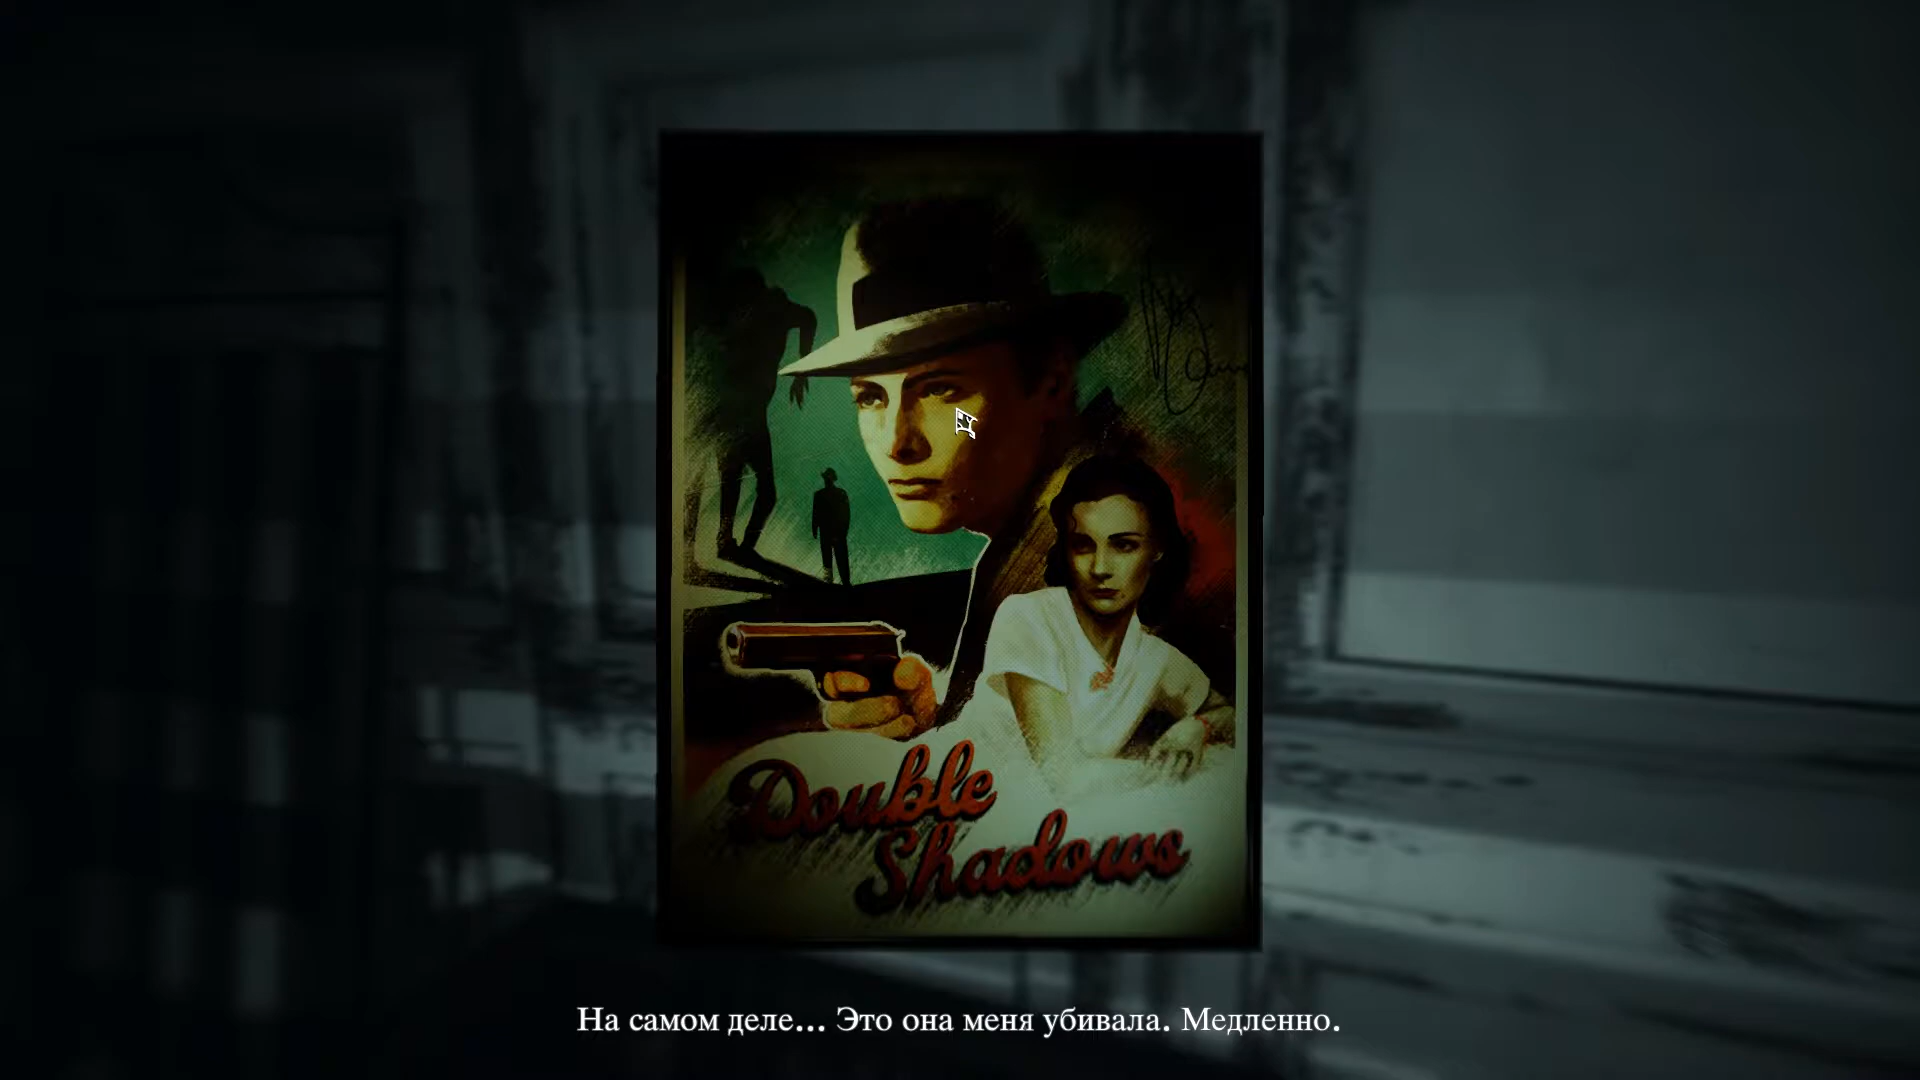 Double
Shadows
На самом деле... Это она меня убивала. Медленно.